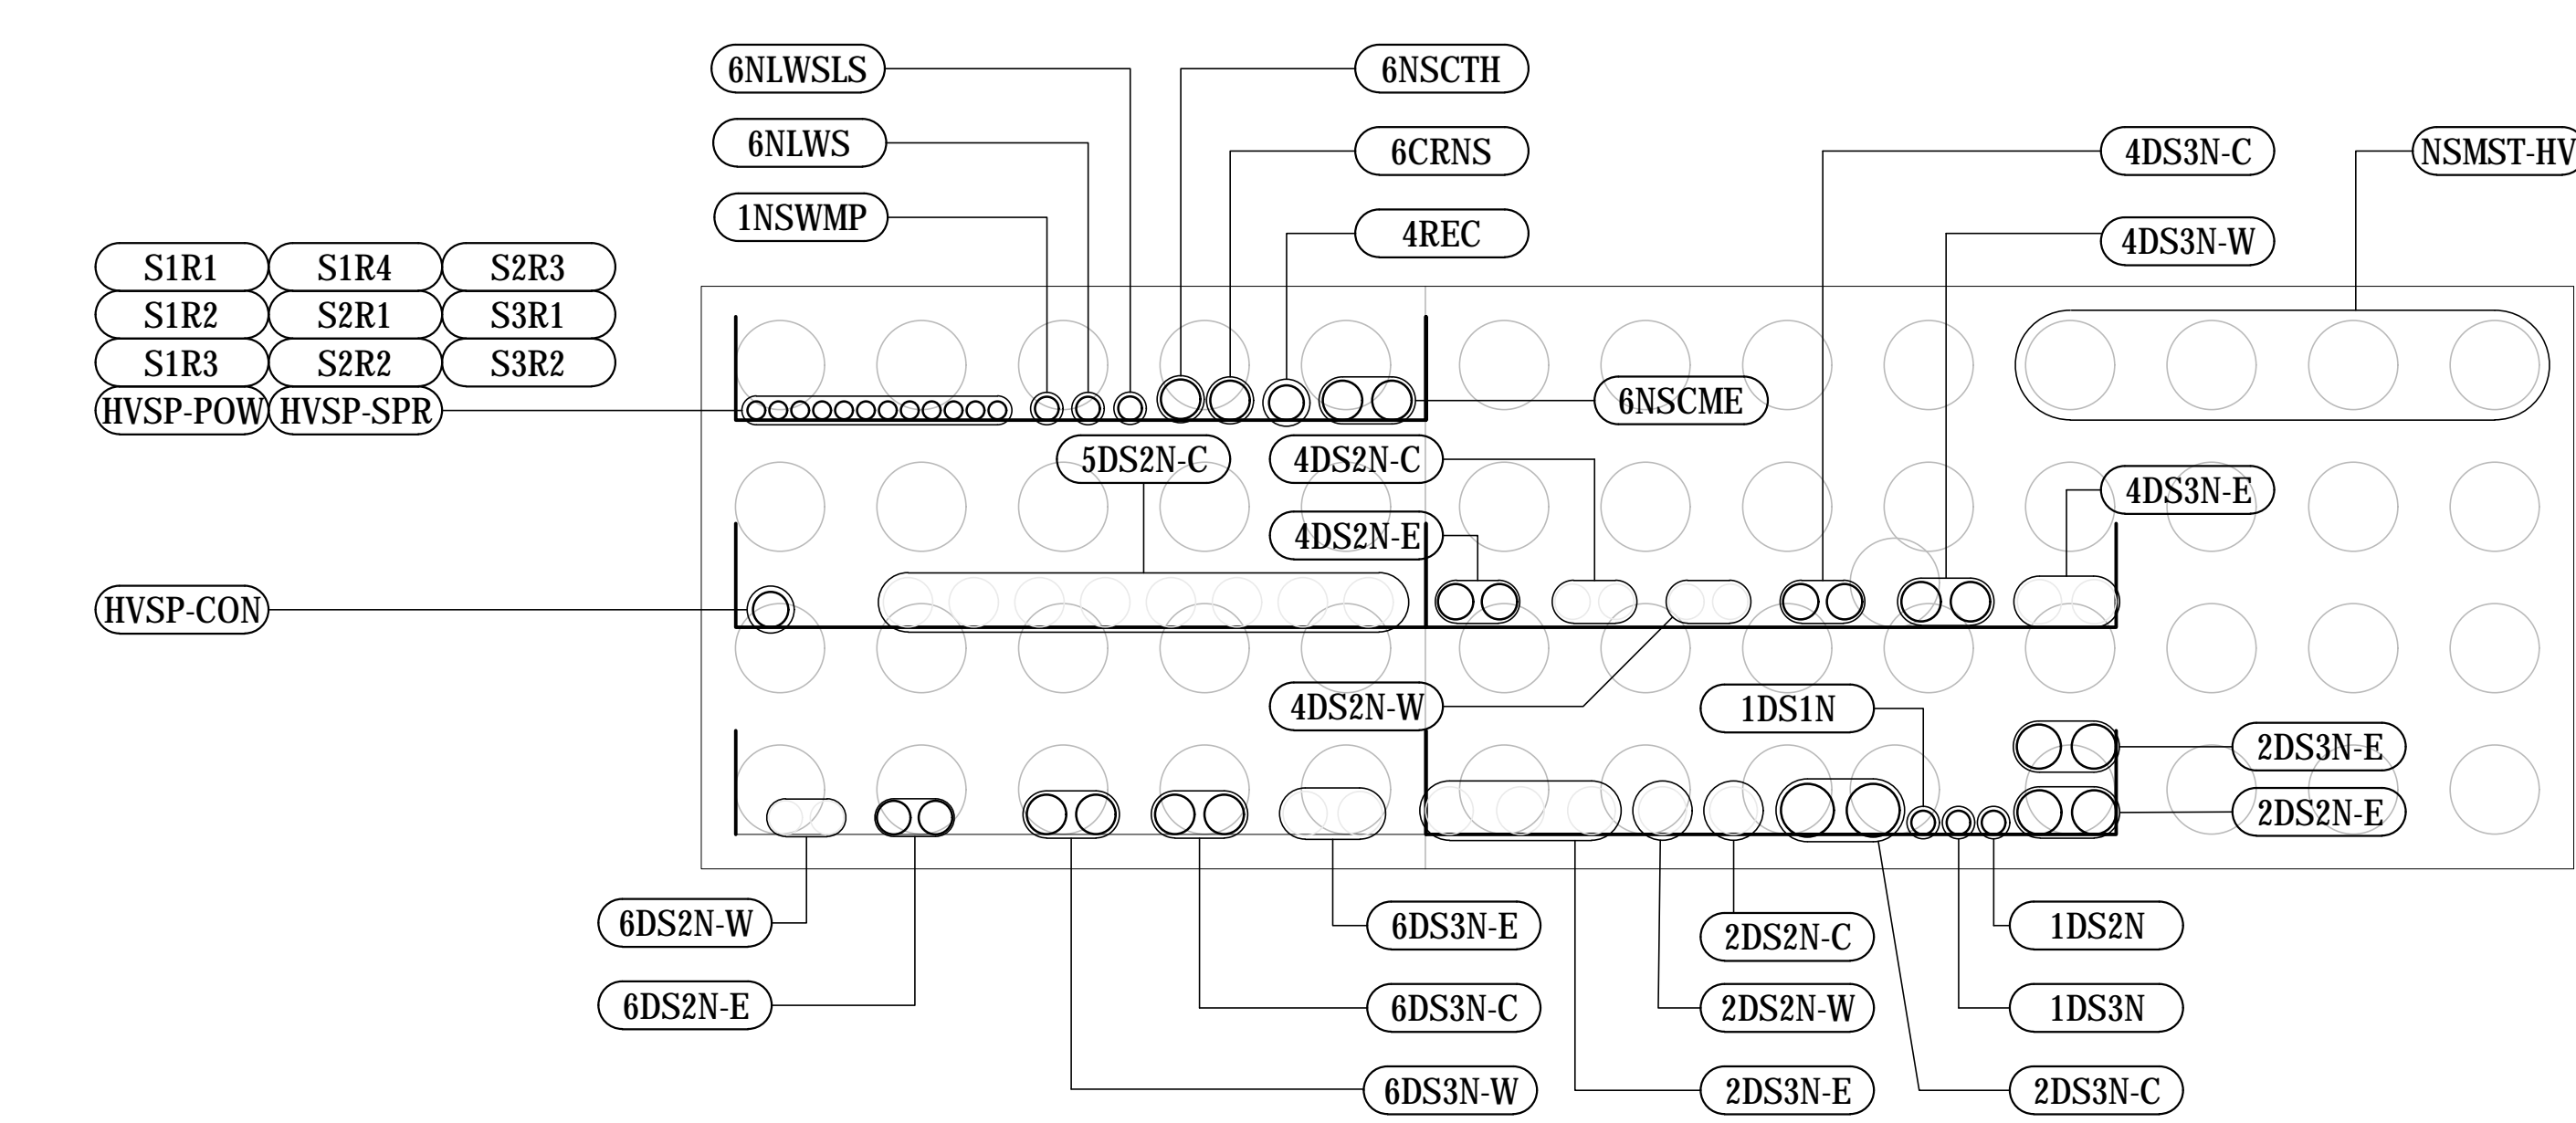 6NLWSLS
6NSCTH
6NLWS
6CRNS
4DS3N-C
NSMST-HV
1NSWMP
4REC
4DS3N-W
S1R1 S1R4 S2R3
S1R2 S2R1 S3R1
S1R3 S2R2 S3R2
HVSP-POW HVSP-SPR
6NSCME
5DS2N-C
4DS2N-C
4DS3N-E
4DS2N-E
HVSP-CON
4DS2N-W
1DS1N
2DS3N-E
2DS2N-E
6DS2N-W
6DS3N-E
2DS2N-C
1DS2N
6DS2N-E
6DS3N-C
2DS2N-W
1DS3N
6DS3N-W
2DS3N-E
2DS3N-C